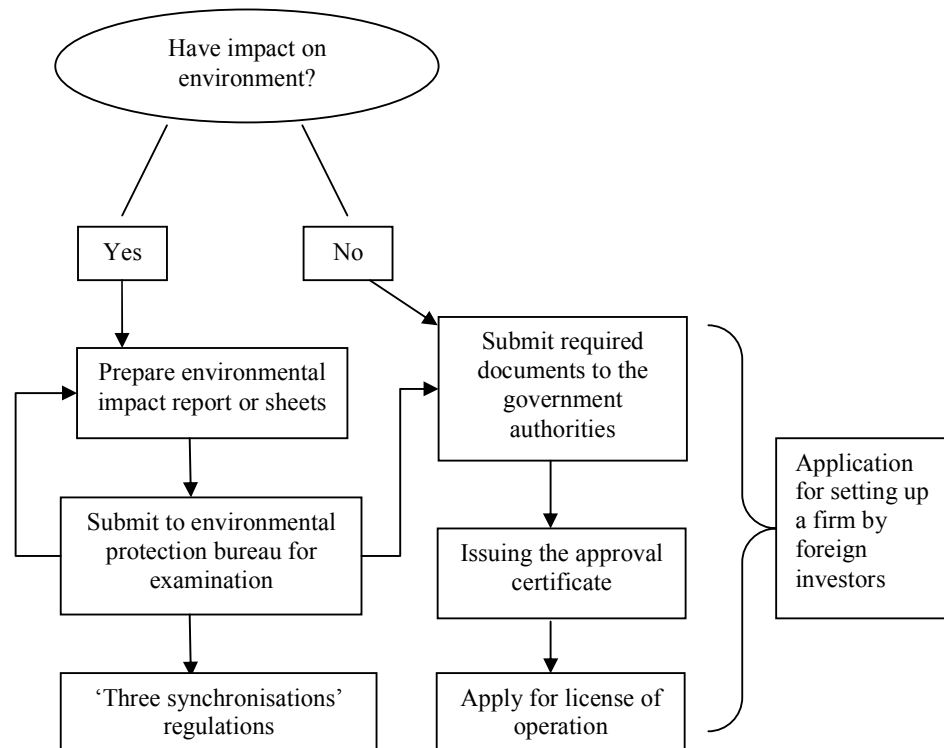 Have impact on
environment?
Yes
No
Prepare environmental
impact report or sheets
Submit required
documents to the
government
authorities
Application
for setting up
a firm by
foreign
investors
Submit to environmental
protection bureau for
examination
Issuing the approval
certificate
‘Three synchronisations’
regulations
Apply for license of
operation